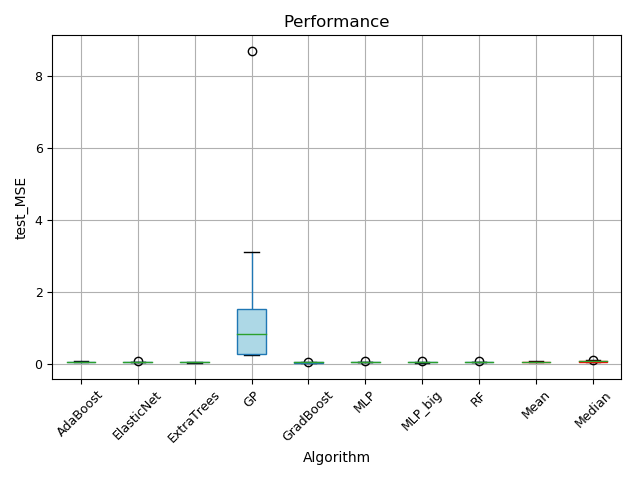 Performance
test_MSE
8
6
4
2
0
AdaBoost
ElasticNet
ExtraTrees
GP
GradBoost
MLP
MLP_big
RF
Mean
Median
Algorithm